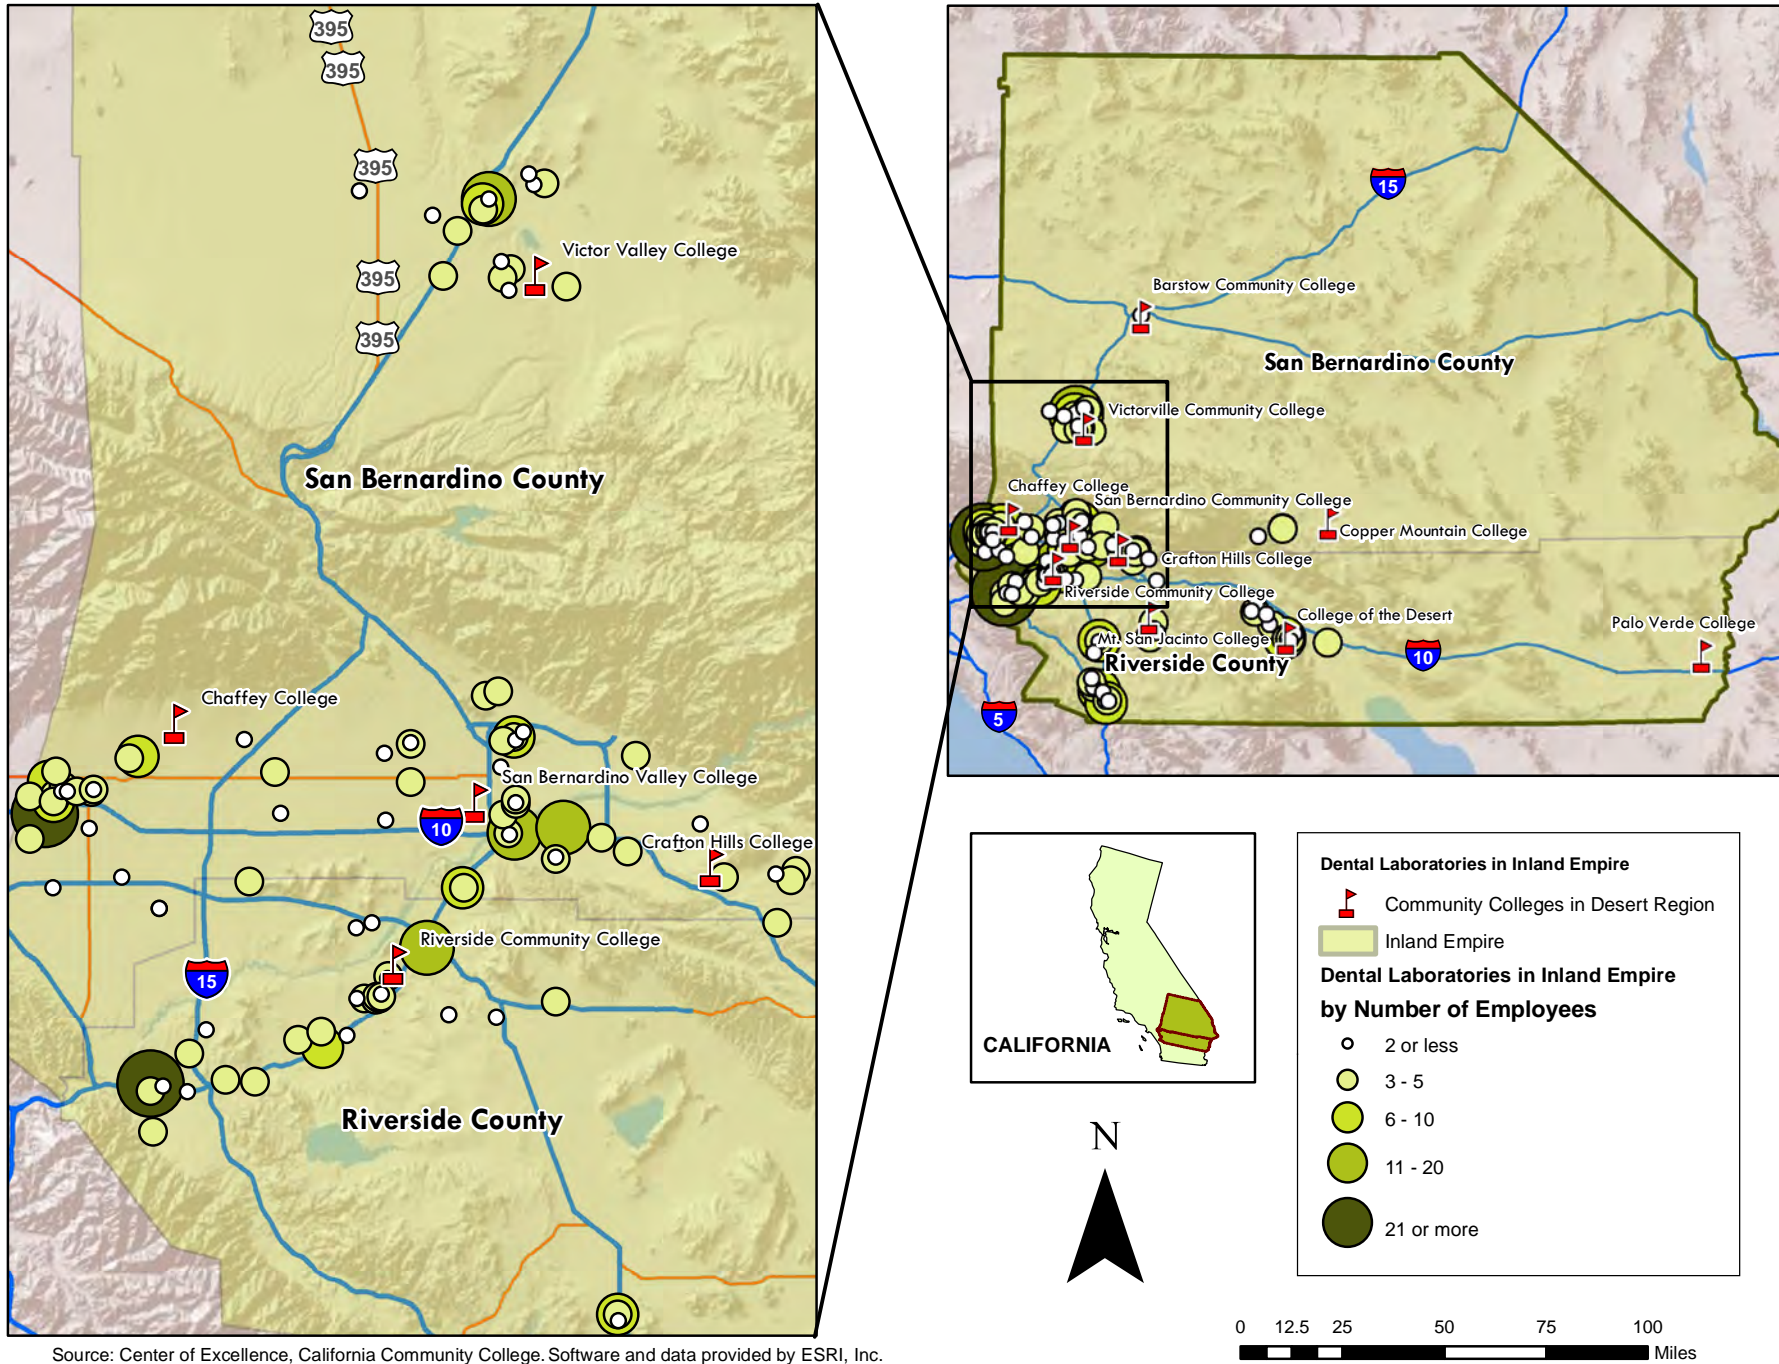 395
395
395
395
395
Victor Valley College
San Bernardino County
Chaffey College
San Bernardino Valley College
10
Crafton Hills College
Riverside Community College
15
Riverside County
15
Barstow Community College
San Bernardino County
Victorville Community College
Chaffey College
San Bernardino Community College
Copper Mountain College
Crafton Hills College
Riverside Community College
College of the Desert
Palo Verde College
Mt. San Jacinto College
10
Riverside County
5
CALIFORNIA
N
Dental Laboratories in Inland Empire
Community Colleges in Desert Region
Inland Empire
Dental Laboratories in Inland Empire
by Number of Employees
2 or less
3 - 5
6 - 10
11 - 20
21 or more
0 12.5 25 50 75 100
Miles
Source: Center of Excellence, California Community College. Software and data provided by ESRI, Inc.